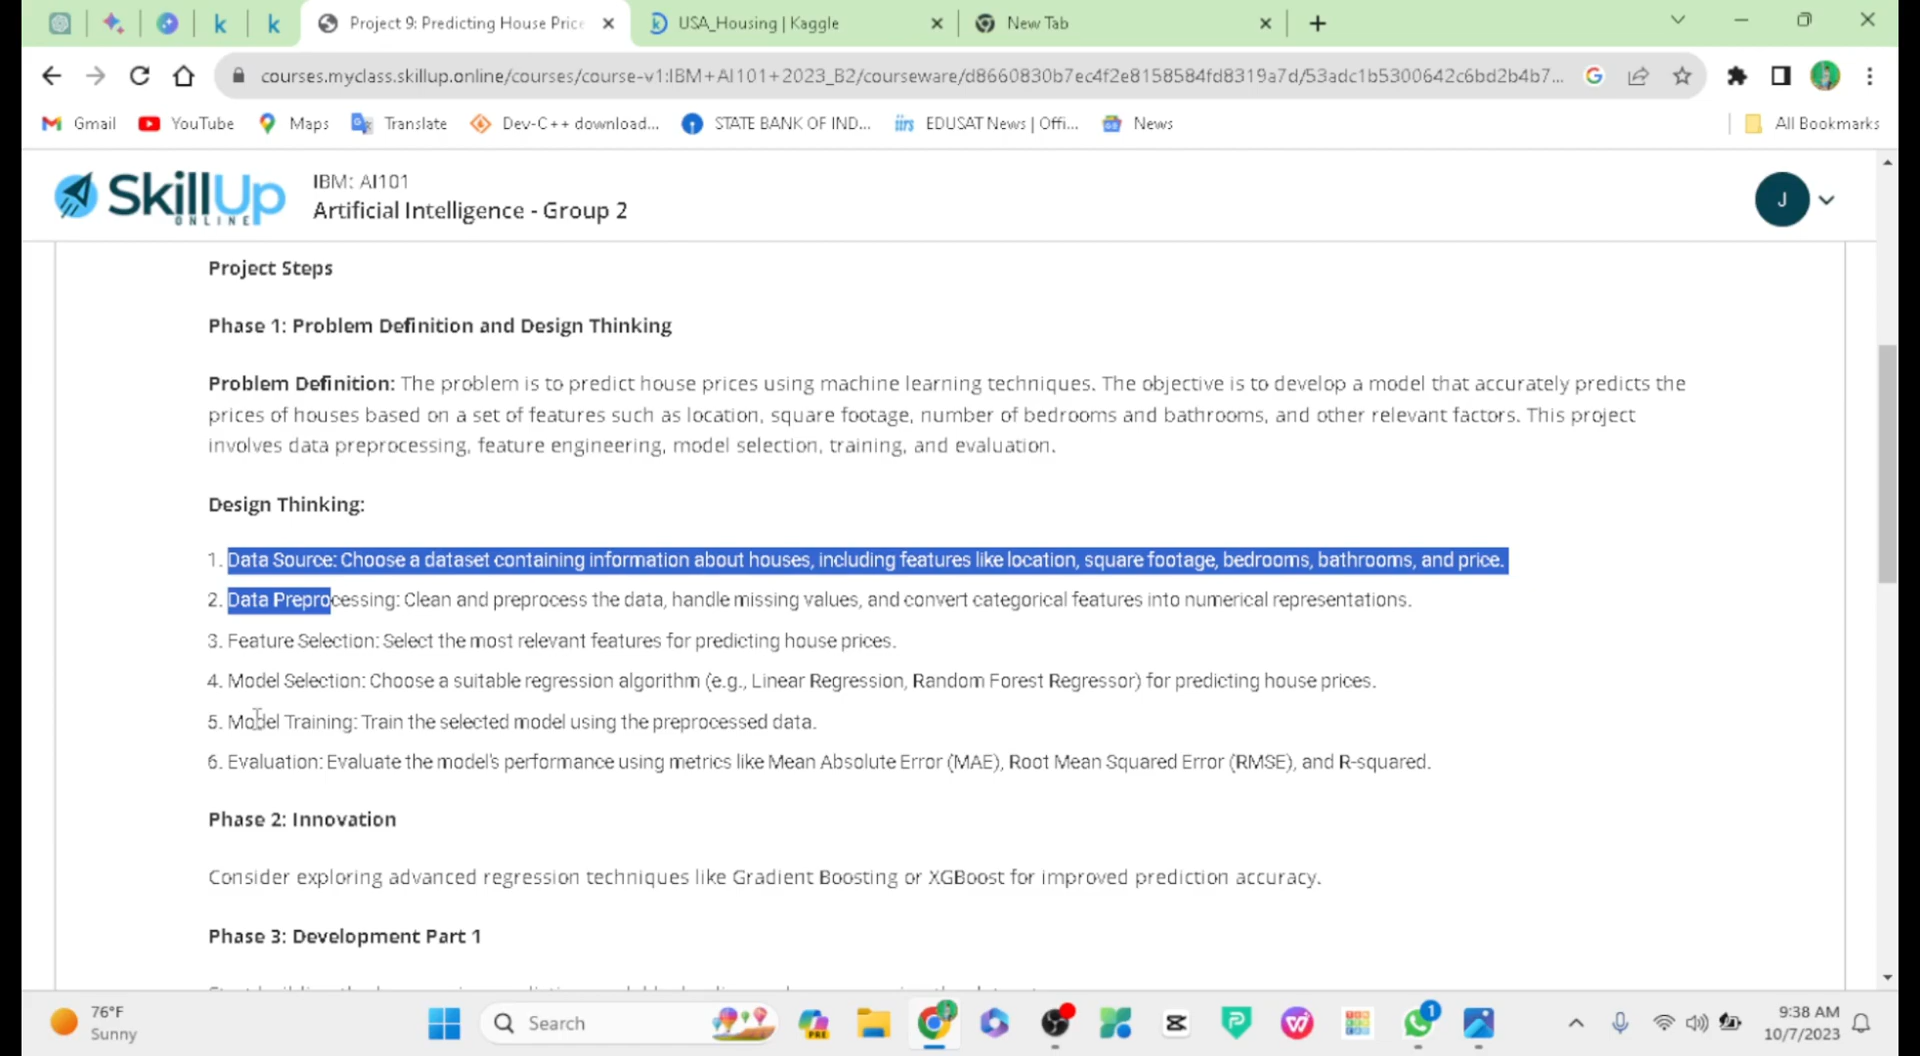 Project 9: Predicting House Price
USA_Housing | Kaggle
New Tab
courses.myclass.skillup.online/courses/course-v1:IBM+AI101+2023_B2/courseware/d8660830b7ec4f2e8158584fd8319a7d/53adc1b5300642c6bd2b4b7...
Gmail
YouTube
Maps
Translate
Dev-C++ download...
STATE BANK OF IND...
EDUSAT News | Offi...
News
All Bookmarks
SkillUp
ONLINE
IBM: AI101
Artificial Intelligence - Group 2
J
Project Steps
Phase 1: Problem Definition and Design Thinking
Problem Definition: The problem is to predict house prices using machine learning techniques. The objective is to develop a model that accurately predicts the
prices of houses based on a set of features such as location, square footage, number of bedrooms and bathrooms, and other relevant factors. This project
involves data preprocessing, feature engineering, model selection, training, and evaluation.
Design Thinking:
1. Data Source: Choose a dataset containing information about houses, including features like location, square footage, bedrooms, bathrooms, and price.
2. Data Preprocessing: Clean and preprocess the data, handle missing values, and convert categorical features into numerical representations.
3. Feature Selection: Select the most relevant features for predicting house prices.
4. Model Selection: Choose a suitable regression algorithm (e.g., Linear Regression, Random Forest Regressor) for predicting house prices.
5. Model Training: Train the selected model using the preprocessed data.
6. Evaluation: Evaluate the model's performance using metrics like Mean Absolute Error (MAE), Root Mean Squared Error (RMSE), and R-squared.
Phase 2: Innovation
Consider exploring advanced regression techniques like Gradient Boosting or XGBoost for improved prediction accuracy.
Phase 3: Development Part 1
76°F
Sunny
Search
PRE
1
9:38 AM
10/7/2023